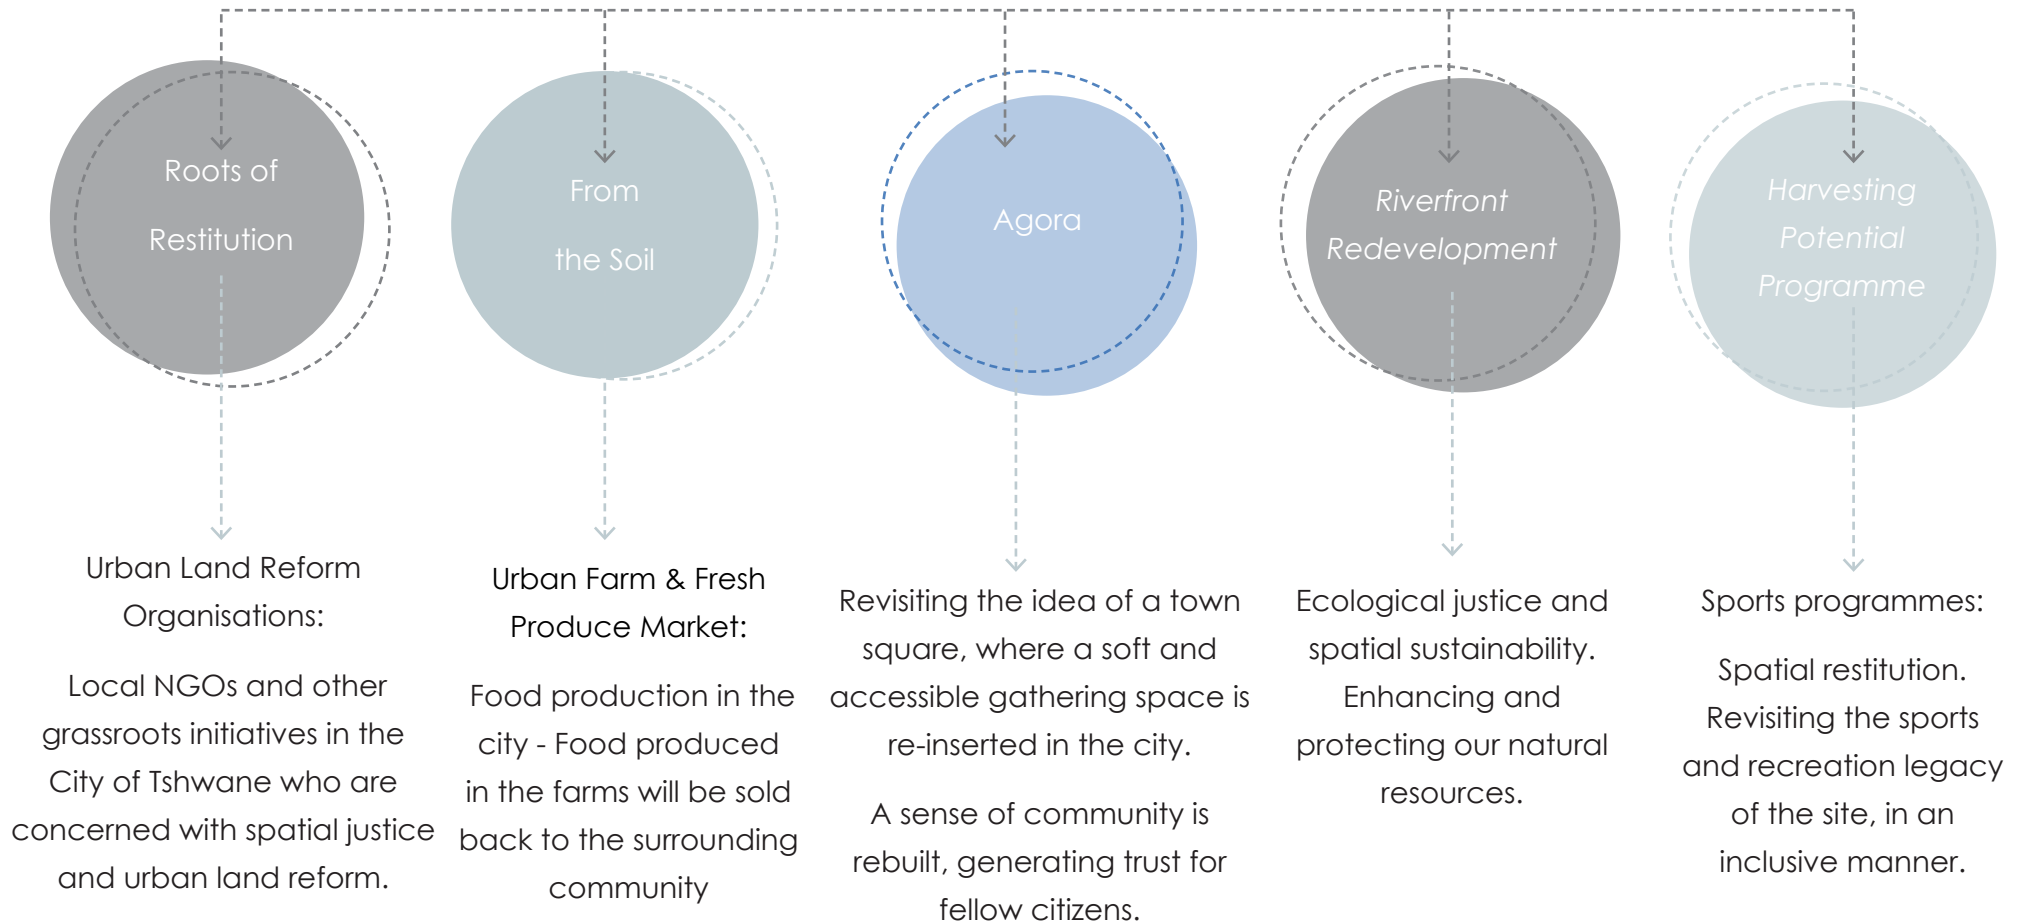 Roots of
Restitution
From
the Soil
Agora
Riverfront
Redevelopment
Harvesting
Potential
Programme
Urban Land Reform
Organisations:
Local NGOs and other
grassroots initiatives in the
City of Tshwane who are
concerned with spatial justice
and urban land reform.
Urban Farm & Fresh
Produce Market:
Food production in the
city - Food produced
in the farms will be sold
back to the surrounding
community
Revisiting the idea of a town
square, where a soft and
accessible gathering space is
re-inserted in the city.
A sense of community is
rebuilt, generating trust for
fellow citizens.
Ecological justice and
spatial sustainability.
Enhancing and
protecting our natural
resources.
Sports programmes:
Spatial restitution.
Revisiting the sports
and recreation legacy
of the site, in an
inclusive manner.